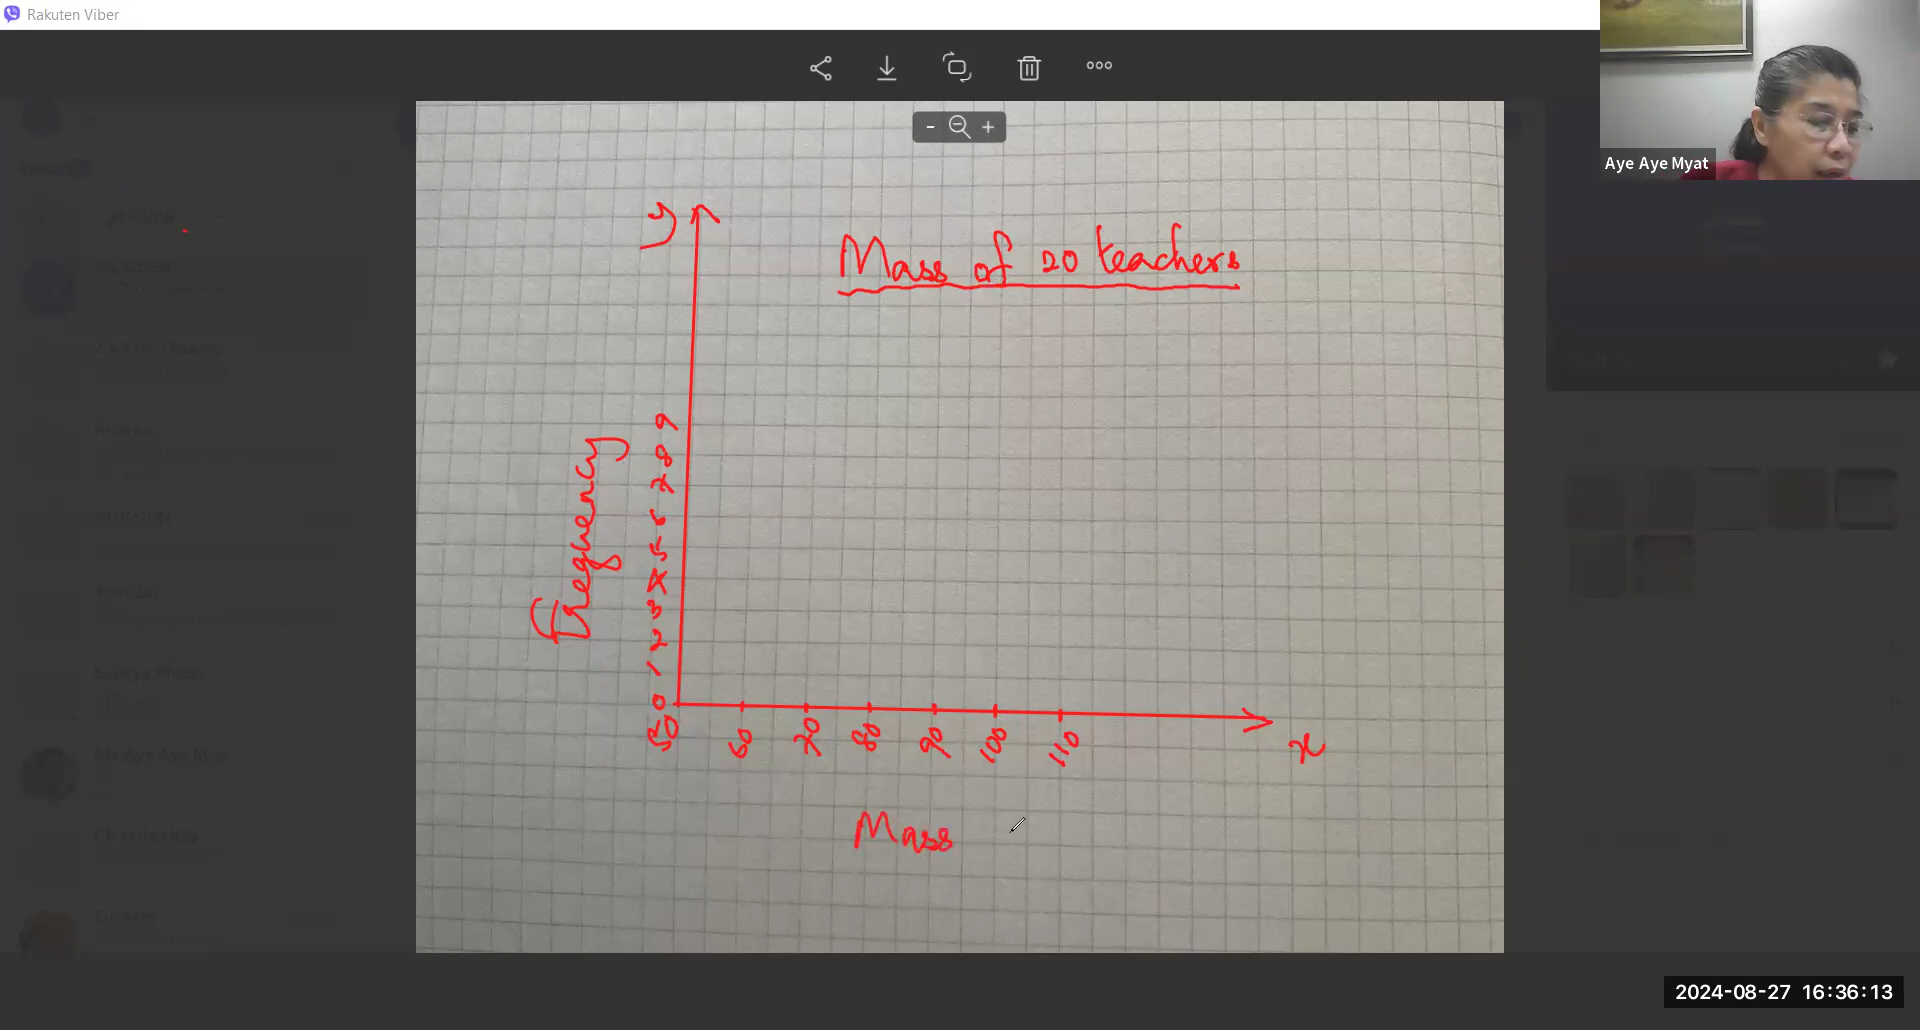 Rakuten Viber
Aye Aye Myat
y
Mass of 20 teachers
Frequency
9
8
7
6
5
4
3
2
1
0
50 60 70 80 90 100 110
x
Mass
2024-08-27 16:36:13